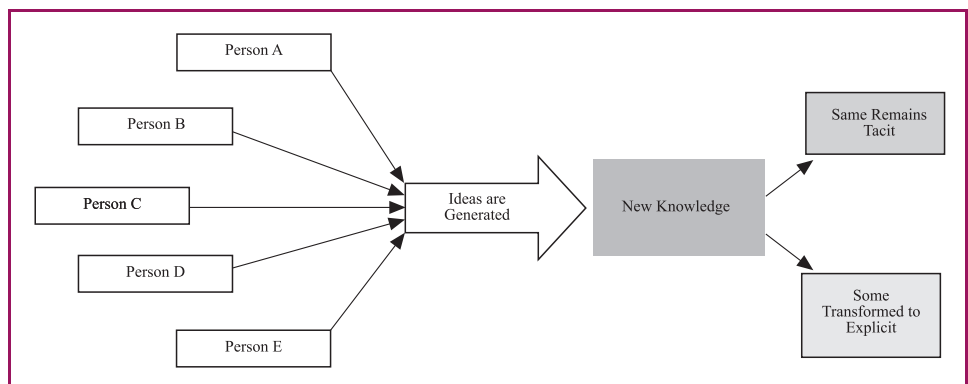 Person A
Person B
Person C
Person D
Person E
Ideas are
Generated
New Knowledge
Same Remains
Tacit
Some
Transformed to
Explicit